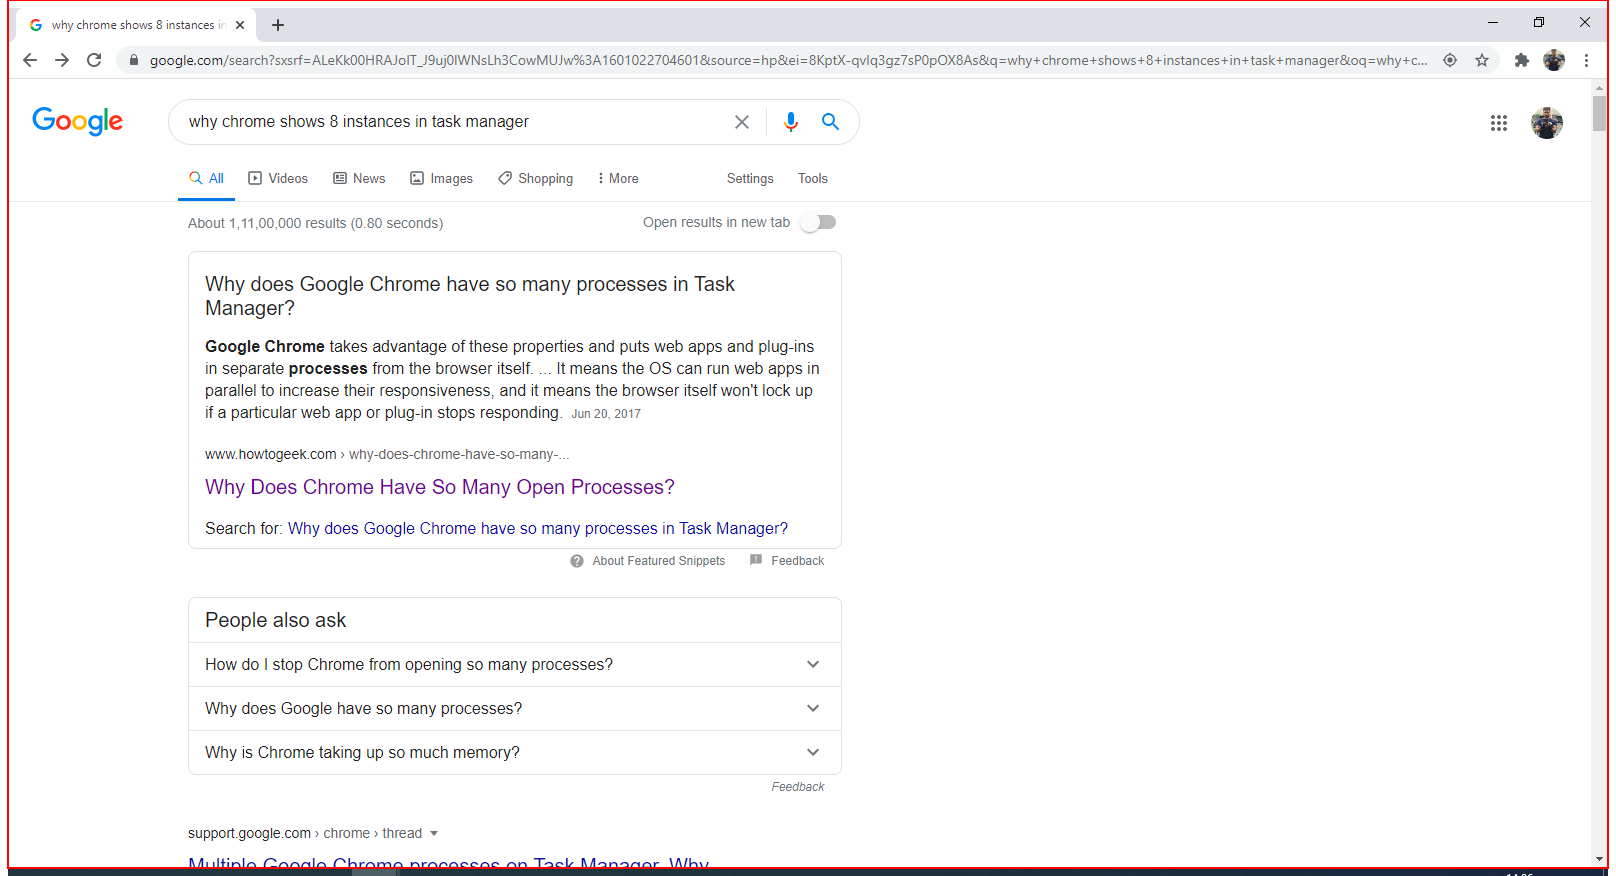 why chrome shows 8 instances in
google.com/search?sxsrf=ALeKk00HRAJolT_J9uj0lWNsLh3CowMUJw%3A1601022704601&source=hp&ei=8KptX-qvIq3gz7sP0pOX8As&q=why+chrome+shows+8+instances+in+task+manager&oq=why+c...
Google
why chrome shows 8 instances in task manager
All Videos News Images Shopping More Settings Tools
About 1,11,00,000 results (0.80 seconds)
Open results in new tab
Why does Google Chrome have so many processes in Task
Manager?
Google Chrome takes advantage of these properties and puts web apps and plug-ins
in separate processes from the browser itself. ... It means the OS can run web apps in
parallel to increase their responsiveness, and it means the browser itself won't lock up
if a particular web app or plug-in stops responding. Jun 20, 2017
www.howtogeek.com › why-does-chrome-have-so-many-...
Why Does Chrome Have So Many Open Processes?
Search for: Why does Google Chrome have so many processes in Task Manager?
About Featured Snippets Feedback
People also ask
How do I stop Chrome from opening so many processes?
Why does Google have so many processes?
Why is Chrome taking up so much memory?
Feedback
support.google.com › chrome › thread
Multiple Google Chrome processes on Task Manager. Why